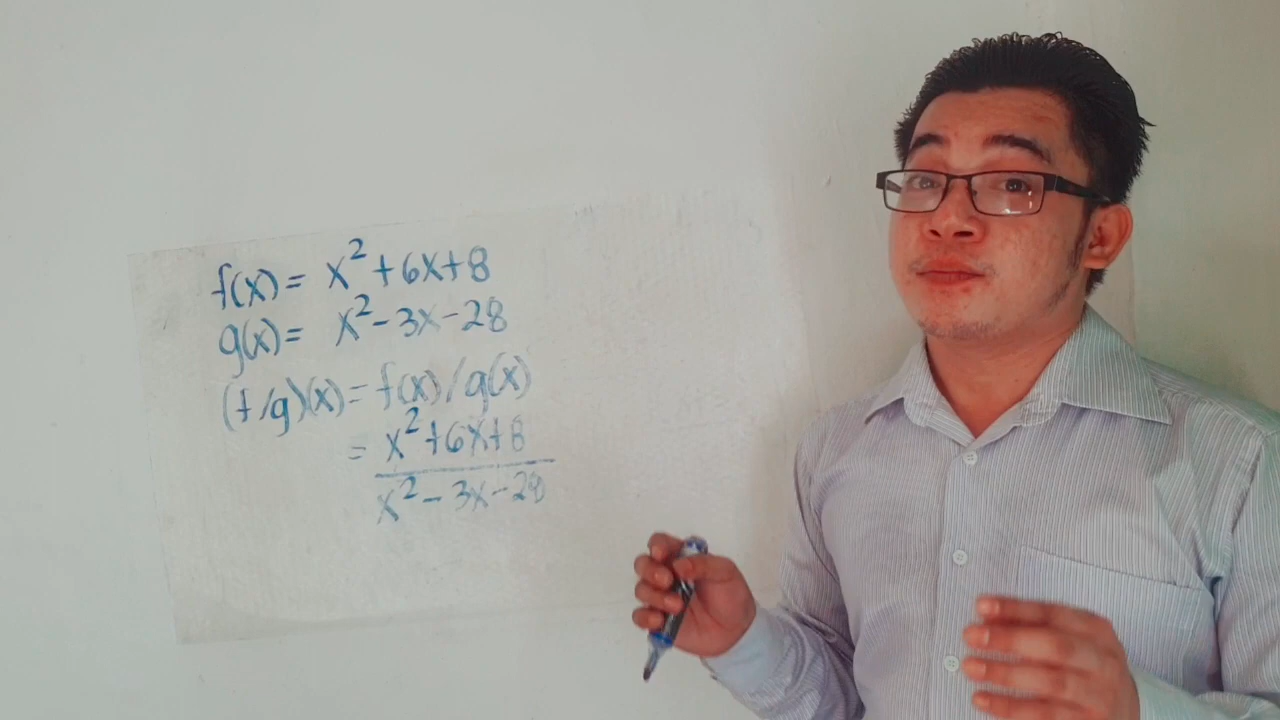 f(x) = x² + 6x + 8
g(x) = x² - 3x - 28
(f/g)(x) = f(x)/g(x)
= x² + 6x + 8
x² - 3x - 28